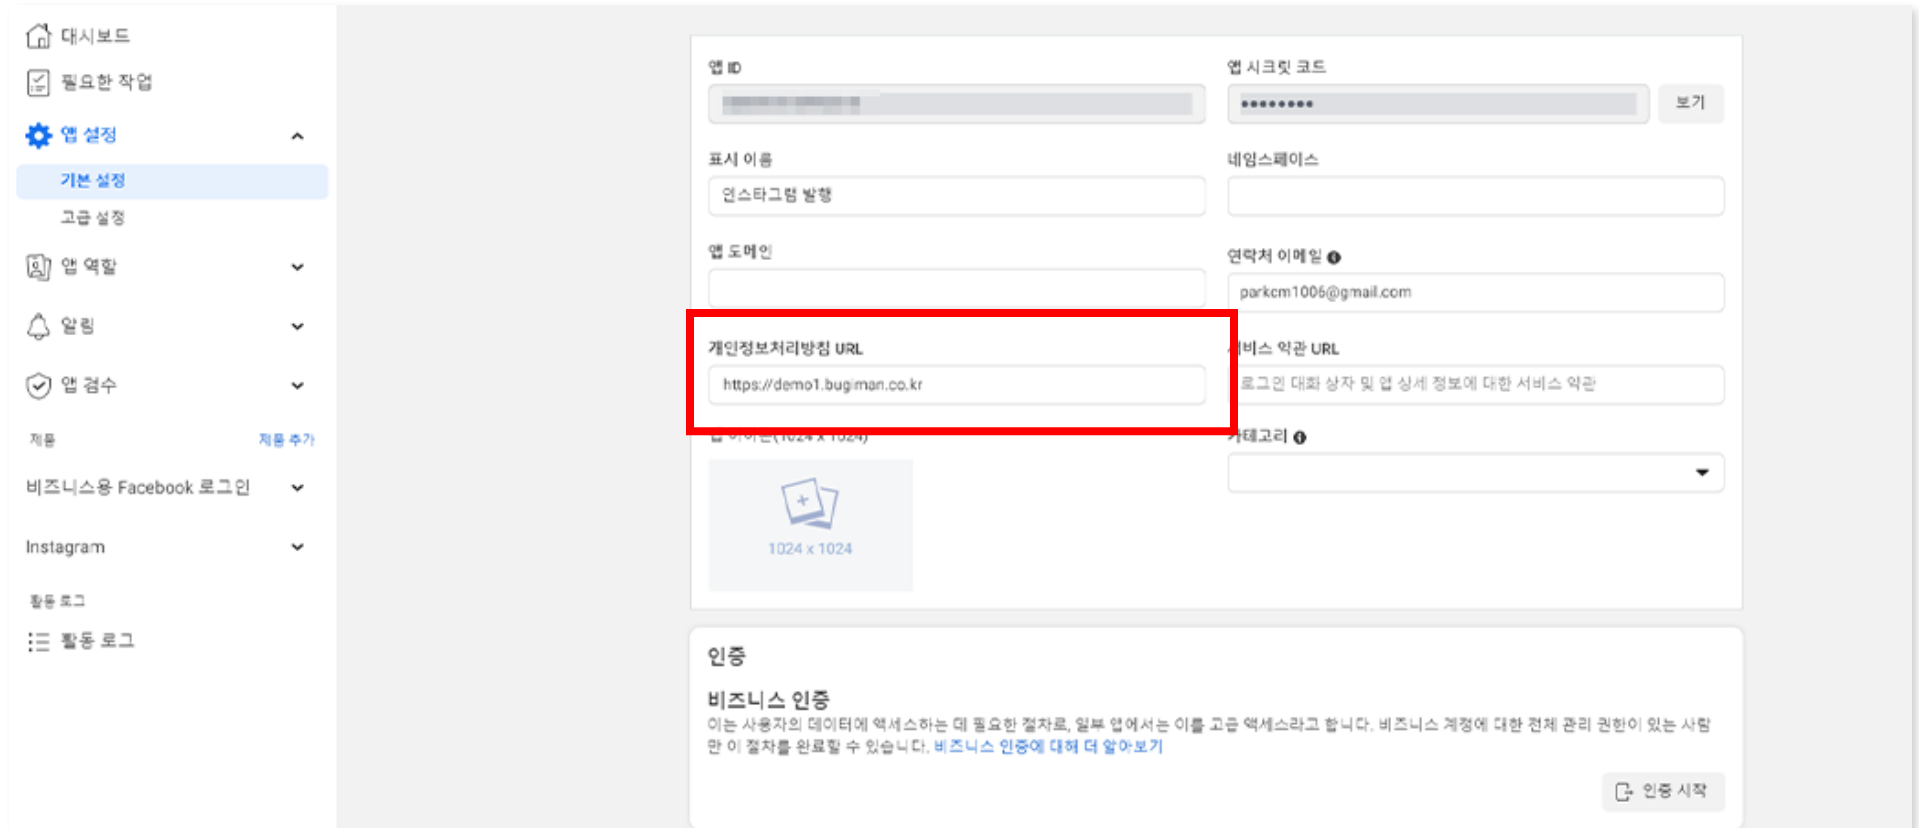 대시보드
필요한 작업
앱 설정
기본 설정
고급 설정
앱 역할
알림
앱 검수
제품
제품 추가
비즈니스용 Facebook 로그인
Instagram
활동 로그
활동 로그
앱 ID
앱 시크릿 코드
●●●●●●●●
보기
표시 이름
네임스페이스
인스타그램 발행
앱 도메인
연락처 이메일
parkcm1006@gmail.com
개인정보처리방침 URL
서비스 약관 URL
https://demo1.bugiman.co.kr
로그인 대화 상자 및 앱 상세 정보에 대한 서비스 약관
앱 아이콘(1024 x 1024)
카테고리
1024 x 1024
인증
비즈니스 인증
이는 사용자의 데이터에 액세스하는 데 필요한 절차로, 일부 앱에서는 이를 고급 액세스라고 합니다. 비즈니스 계정에 대한 전체 관리 권한이 있는 사람
만 이 절차를 완료할 수 있습니다. 비즈니스 인증에 대해 더 알아보기
인증 시작